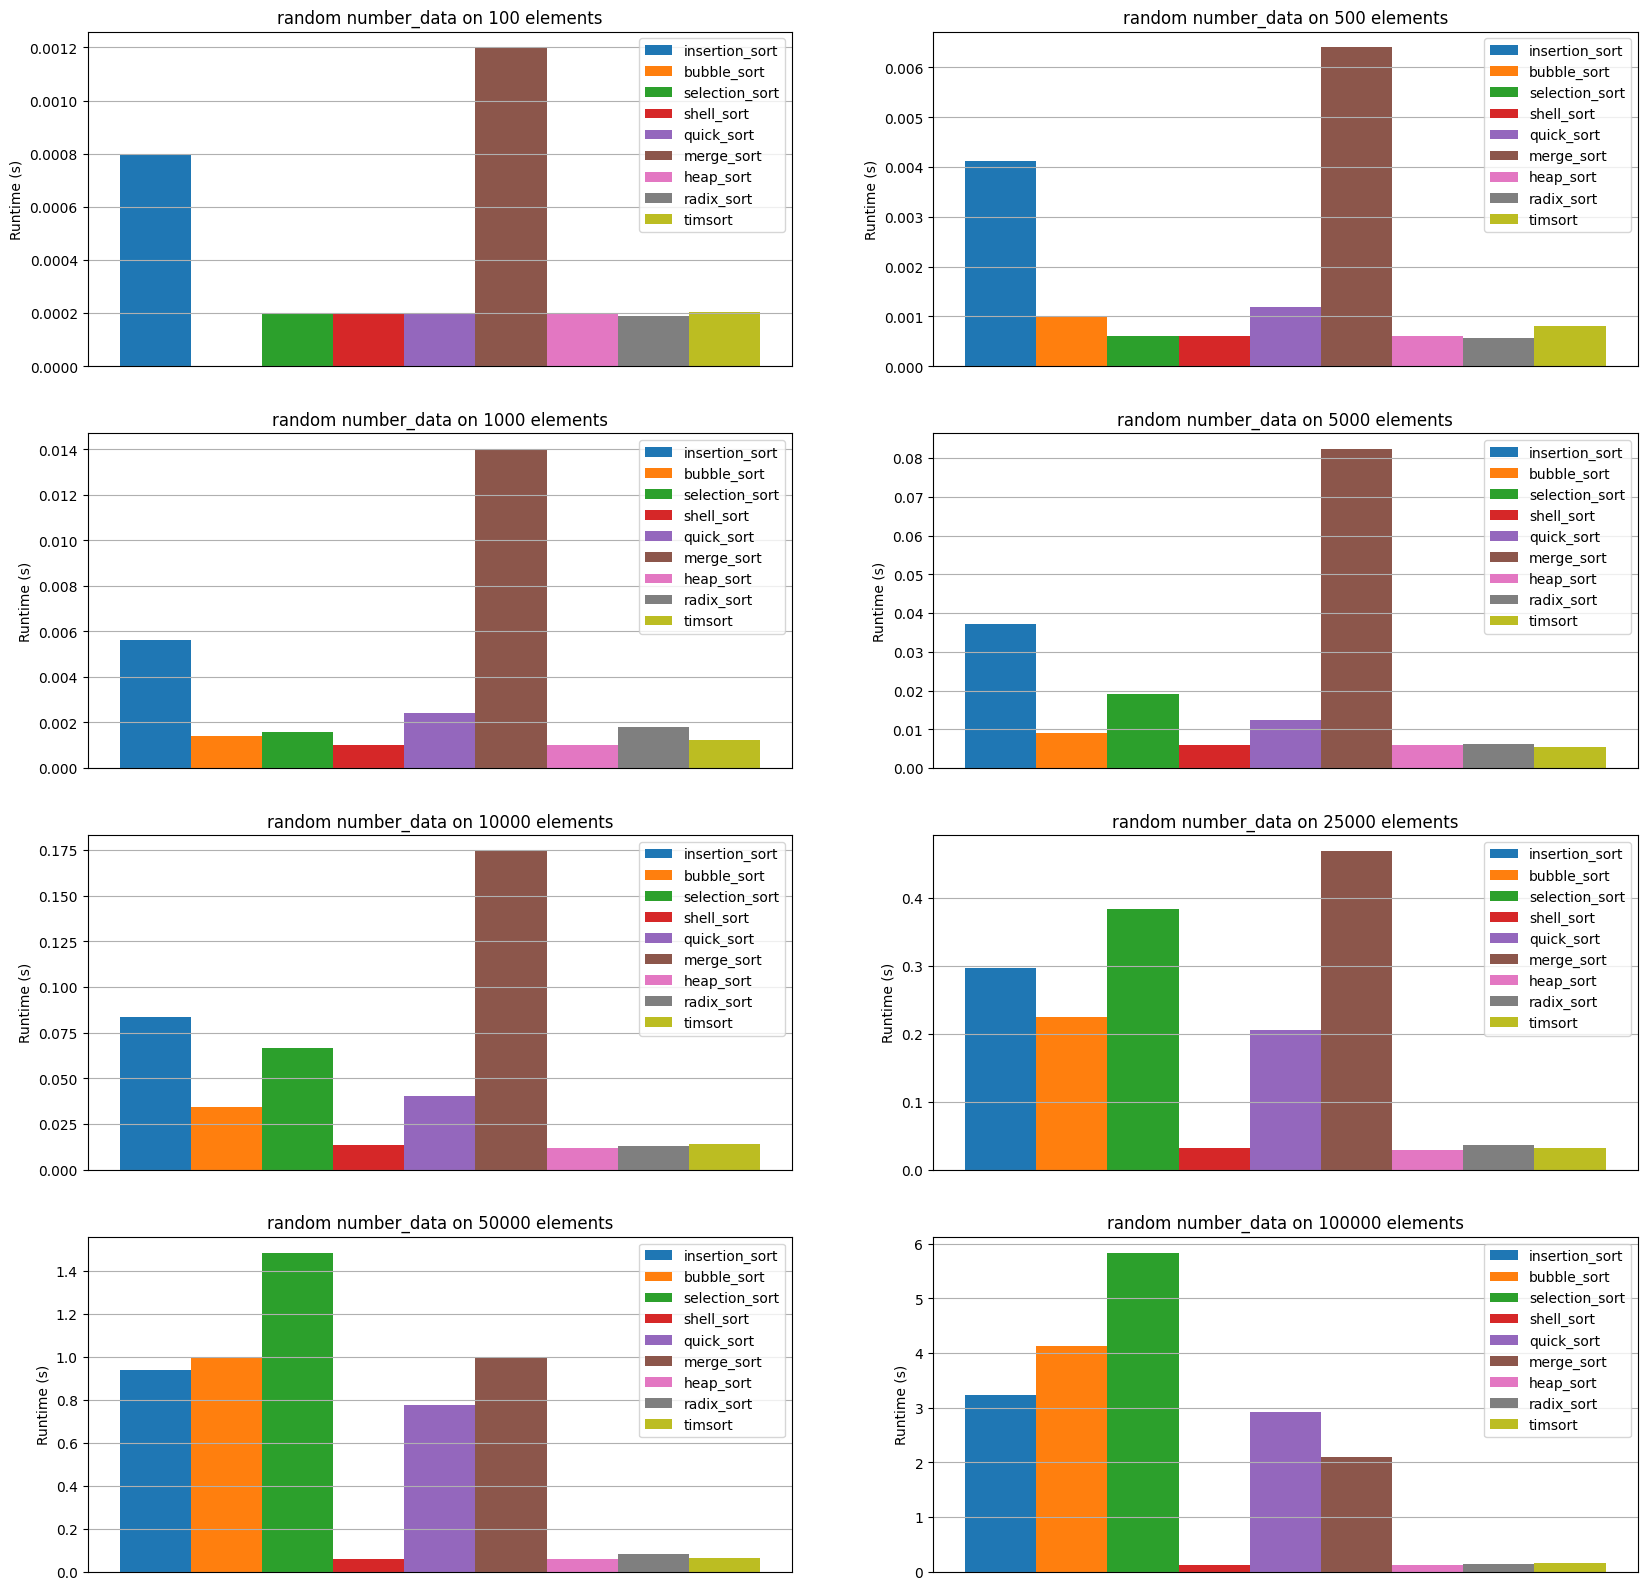 random number_data on 100 elements
Runtime (s)
0.0012
0.0010
0.0008
0.0006
0.0004
0.0002
0.0000
insertion_sort
bubble_sort
selection_sort
shell_sort
quick_sort
merge_sort
heap_sort
radix_sort
timsort
random number_data on 500 elements
Runtime (s)
0.006
0.005
0.004
0.003
0.002
0.001
0.000
insertion_sort
bubble_sort
selection_sort
shell_sort
quick_sort
merge_sort
heap_sort
radix_sort
timsort
random number_data on 1000 elements
Runtime (s)
0.014
0.012
0.010
0.008
0.006
0.004
0.002
0.000
insertion_sort
bubble_sort
selection_sort
shell_sort
quick_sort
merge_sort
heap_sort
radix_sort
timsort
random number_data on 5000 elements
Runtime (s)
0.08
0.07
0.06
0.05
0.04
0.03
0.02
0.01
0.00
insertion_sort
bubble_sort
selection_sort
shell_sort
quick_sort
merge_sort
heap_sort
radix_sort
timsort
random number_data on 10000 elements
Runtime (s)
0.175
0.150
0.125
0.100
0.075
0.050
0.025
0.000
insertion_sort
bubble_sort
selection_sort
shell_sort
quick_sort
merge_sort
heap_sort
radix_sort
timsort
random number_data on 25000 elements
Runtime (s)
0.4
0.3
0.2
0.1
0.0
insertion_sort
bubble_sort
selection_sort
shell_sort
quick_sort
merge_sort
heap_sort
radix_sort
timsort
random number_data on 50000 elements
Runtime (s)
1.4
1.2
1.0
0.8
0.6
0.4
0.2
0.0
insertion_sort
bubble_sort
selection_sort
shell_sort
quick_sort
merge_sort
heap_sort
radix_sort
timsort
random number_data on 100000 elements
Runtime (s)
6
5
4
3
2
1
0
insertion_sort
bubble_sort
selection_sort
shell_sort
quick_sort
merge_sort
heap_sort
radix_sort
timsort